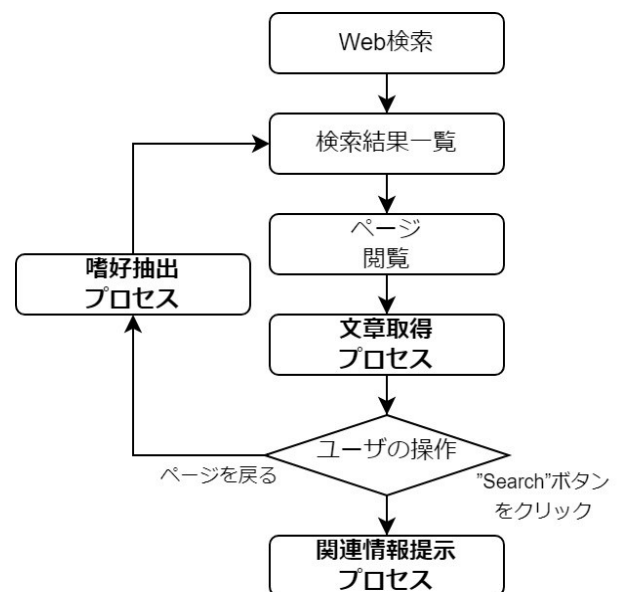 Web検索
検索結果一覧
ページ
閲覧
嗜好抽出
プロセス
文章取得
プロセス
ユーザの操作
ページを戻る
”Search”ボタン
をクリック
関連情報提示
プロセス